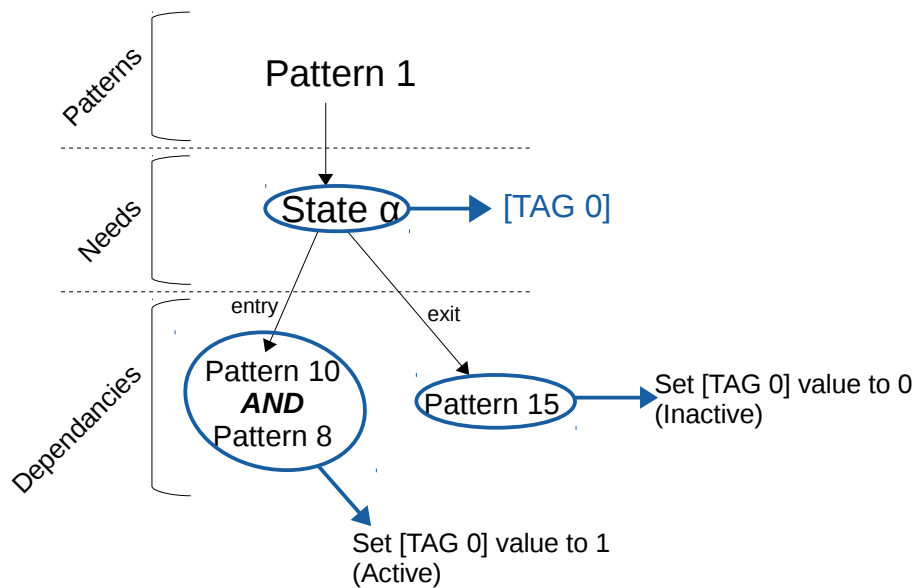 Patterns
Pattern 1
Needs
State α
[TAG 0]
entry
exit
Dependancies
Pattern 10
AND
Pattern 8
Pattern 15
Set [TAG 0] value to 0
(Inactive)
Set [TAG 0] value to 1
(Active)